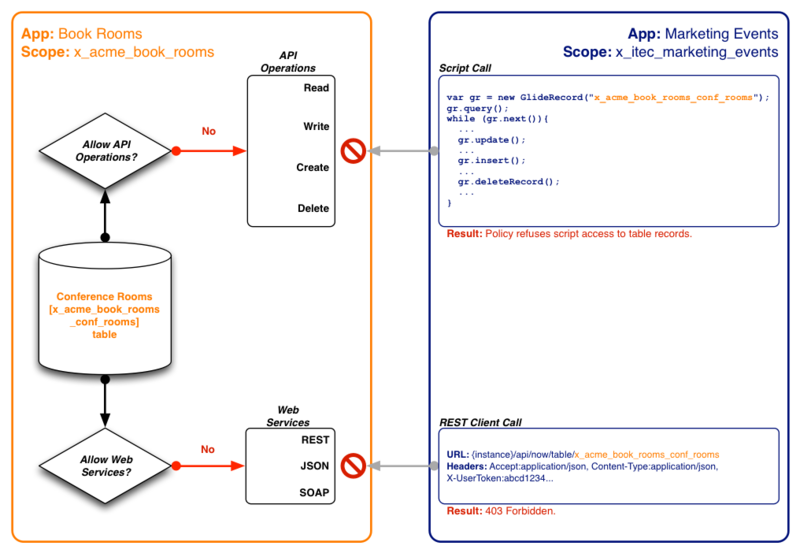 App: Book Rooms
Scope: x_acme_book_rooms
API
Operations
Read
Write
Create
Delete
Allow API
Operations?
No
Conference Rooms
[x_acme_book_rooms
_conf_rooms]
table
Allow Web
Services?
No
Web
Services
REST
JSON
SOAP
App: Marketing Events
Scope: x_itec_marketing_events
Script Call
var gr = new GlideRecord("x_acme_book_rooms_conf_rooms");
gr.query();
while (gr.next()){
...
gr.update();
...
gr.insert();
...
gr.deleteRecord();
...
}
Result: Policy refuses script access to table records.
REST Client Call
URL: {instance}/api/now/table/x_acme_book_rooms_conf_rooms
Headers: Accept:application/json, Content-Type:application/json,
X-UserToken:abcd1234...
Result: 403 Forbidden.